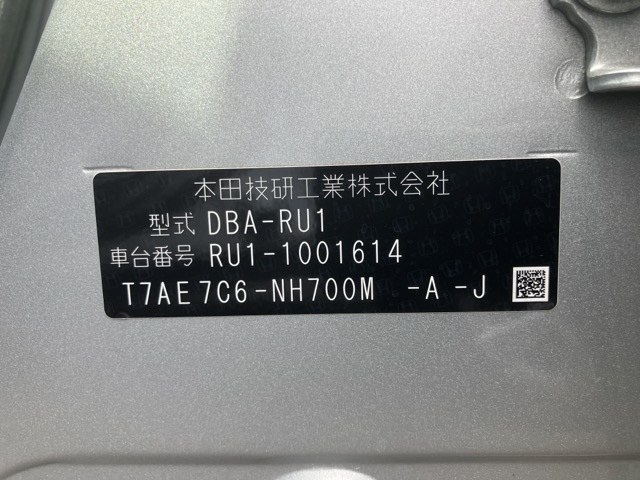 本田技研工業株式会社
型式 DBA-RU1
車台番号 RU1-1001614
T7AE7C6-NH700M -A-J